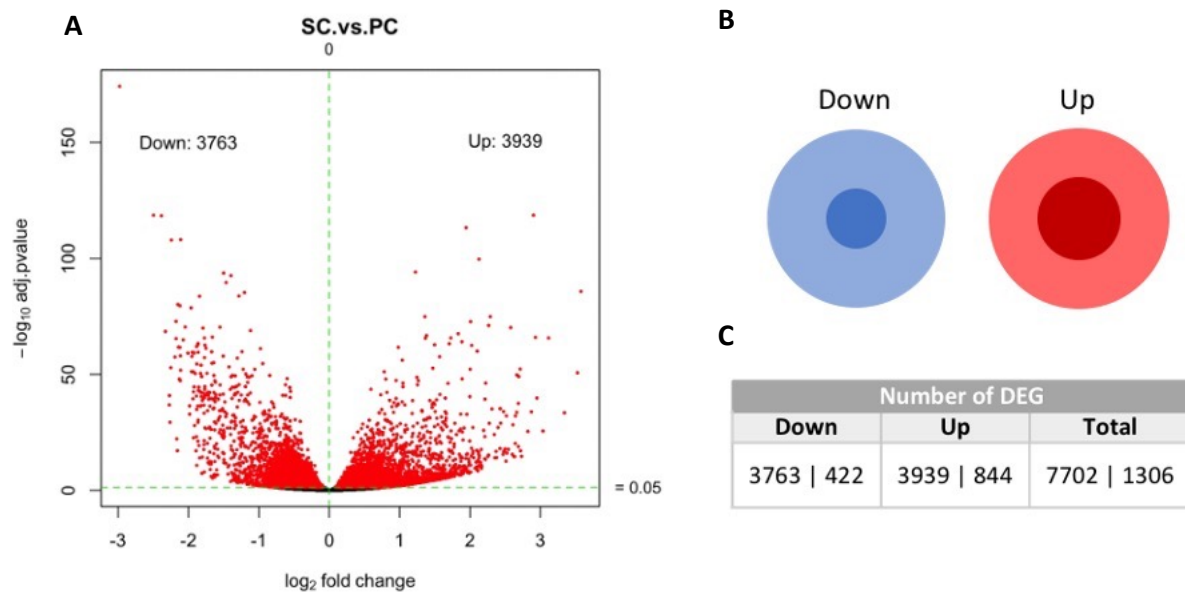 A
SC.vs.PC
0
Down: 3763
Up: 3939
150
100
50
0
−log10 adj.pvalue
= 0.05
-3 -2 -1 0 1 2 3
log2 fold change
B
Down Up
C
Number of DEG
Down Up Total
3763 | 422 3939 | 844 7702 | 1306